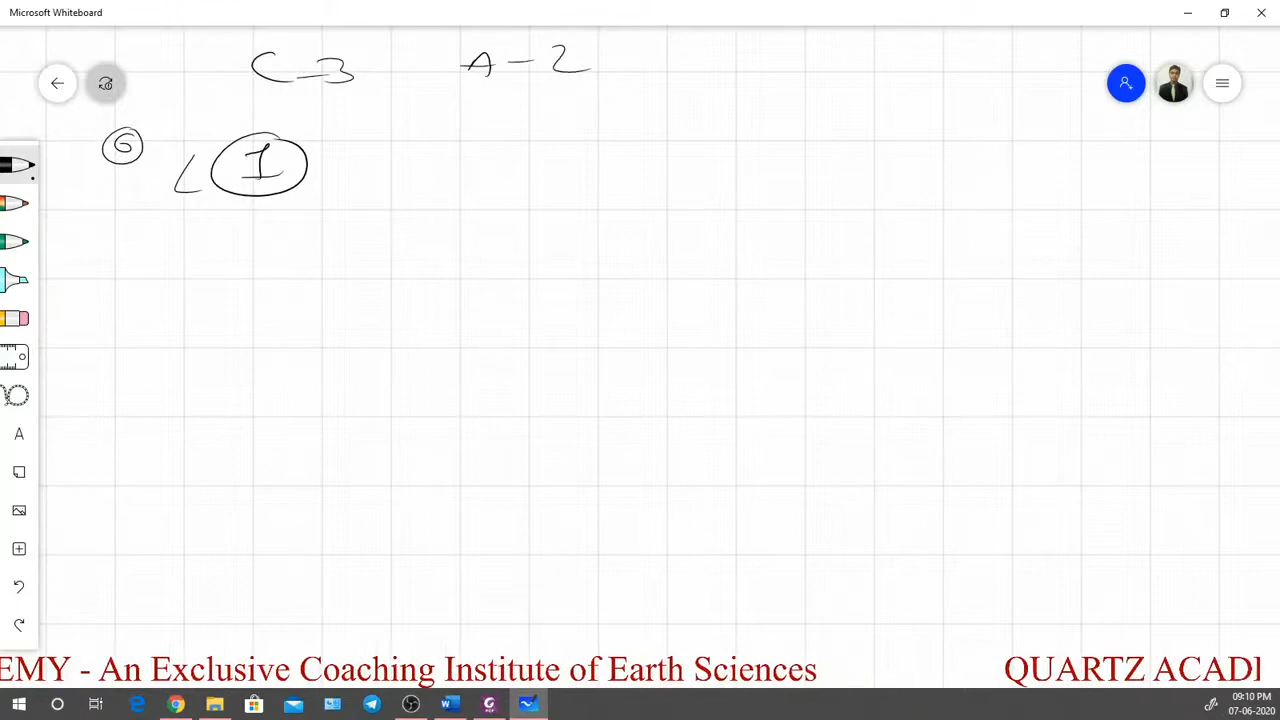 Microsoft Whiteboard
C-3 A-2
6 L I
A
EMY - An Exclusive Coaching Institute of Earth Sciences QUARTZ ACADI
09:10 PM
07-06-2020